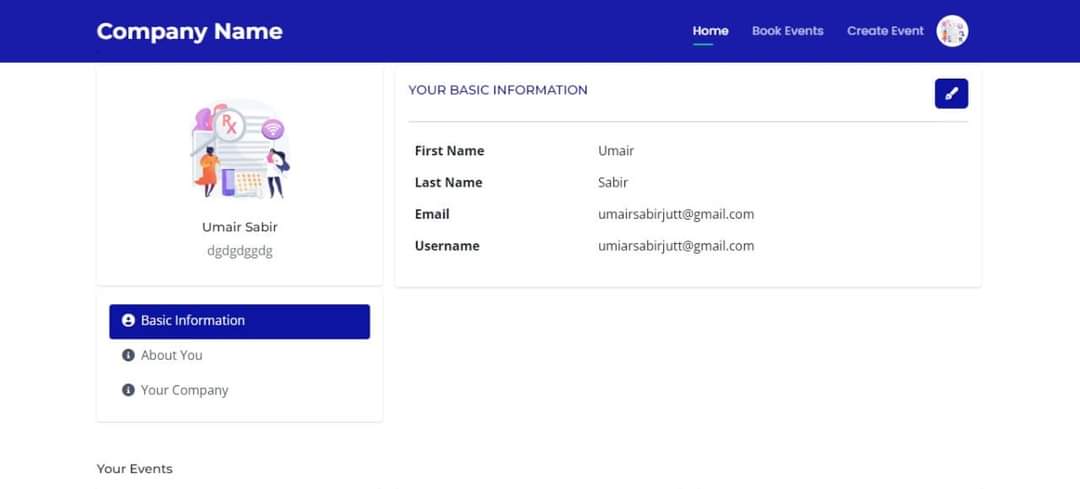 Company Name
Home Book Events Create Event
RX
Umair Sabir
dgdgdggdg
Basic Information
About You
Your Company
YOUR BASIC INFORMATION
First Name Umair
Last Name Sabir
Email umairsabirjutt@gmail.com
Username umiarsabirjutt@gmail.com
Your Events